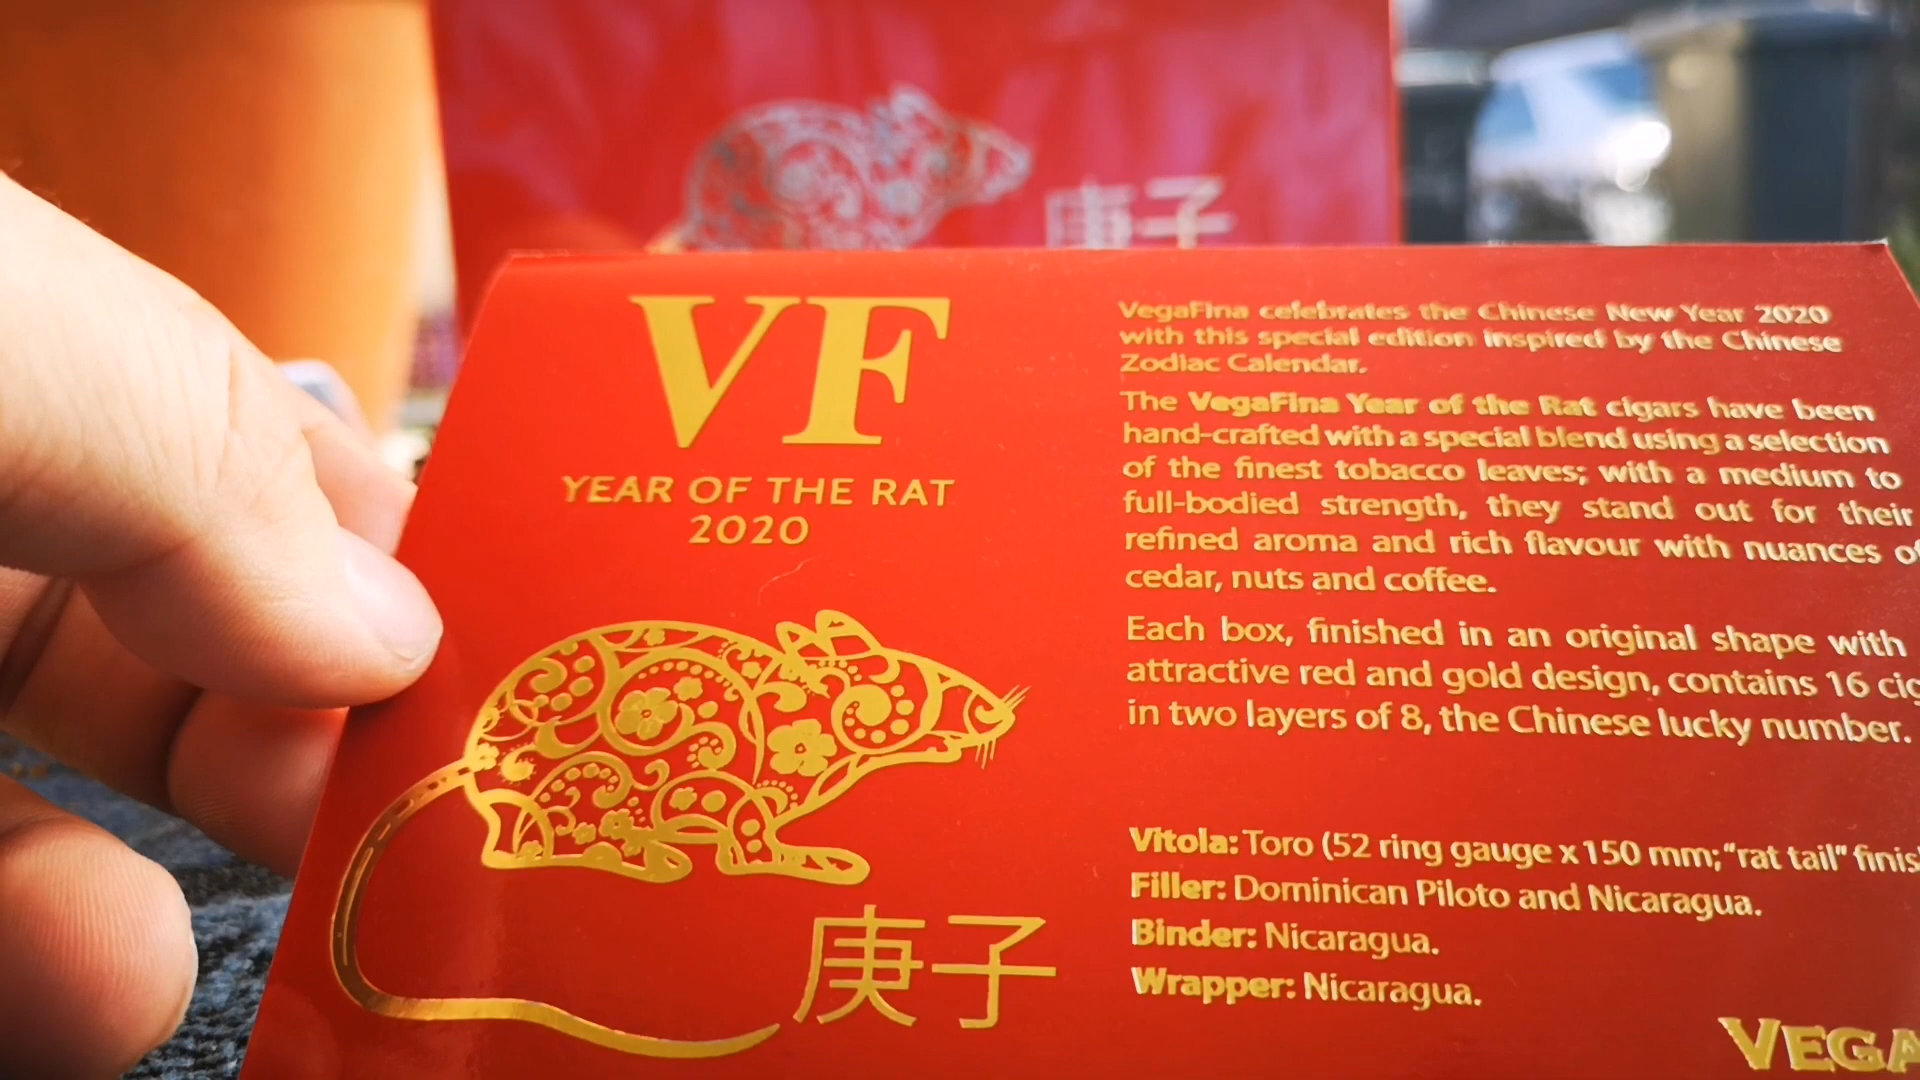 庚子
VF
YEAR OF THE RAT
2020
庚子
VegaFina celebrates the Chinese New Year 2020
with this special edition inspired by the Chinese
Zodiac Calendar.
The VegaFina Year of the Rat cigars have been
hand-crafted with a special blend using a selection
of the finest tobacco leaves; with a medium to
full-bodied strength, they stand out for their
refined aroma and rich flavour with nuances of
cedar, nuts and coffee.
Each box, finished in an original shape with
attractive red and gold design, contains 16 cig
in two layers of 8, the Chinese lucky number.
Vitola: Toro (52 ring gauge x 150 mm; "rat tail" finis
Filler: Dominican Piloto and Nicaragua.
Binder: Nicaragua.
Wrapper: Nicaragua.
VEGA